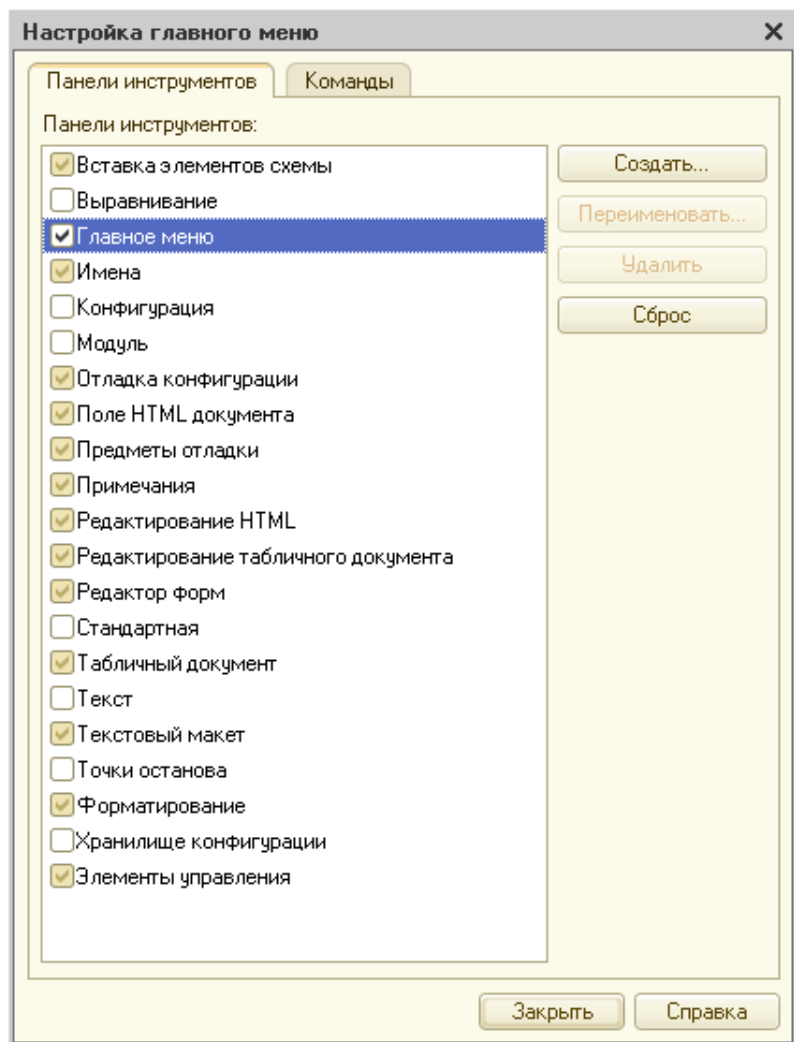 Настройка главного меню
Панели инструментов
Команды
Панели инструментов:
Вставка элементов схемы
Выравнивание
Главное меню
Имена
Конфигурация
Модуль
Отладка конфигурации
Поле HTML документа
Предметы отладки
Примечания
Редактирование HTML
Редактирование табличного документа
Редактор форм
Стандартная
Табличный документ
Текст
Текстовый макет
Точки останова
Форматирование
Хранилище конфигурации
Элементы управления
Создать...
Переименовать...
Удалить
Сброс
Закрыть
Справка